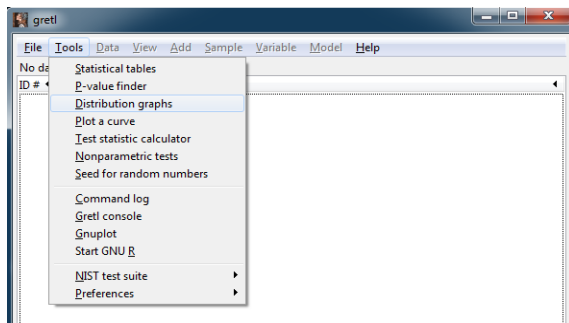 gretl
File Tools Data View Add Sample Variable Model Help
No da
ID #
Statistical tables
P-value finder
Distribution graphs
Plot a curve
Test statistic calculator
Nonparametric tests
Seed for random numbers
Command log
Gretl console
Gnuplot
Start GNU R
NIST test suite
Preferences